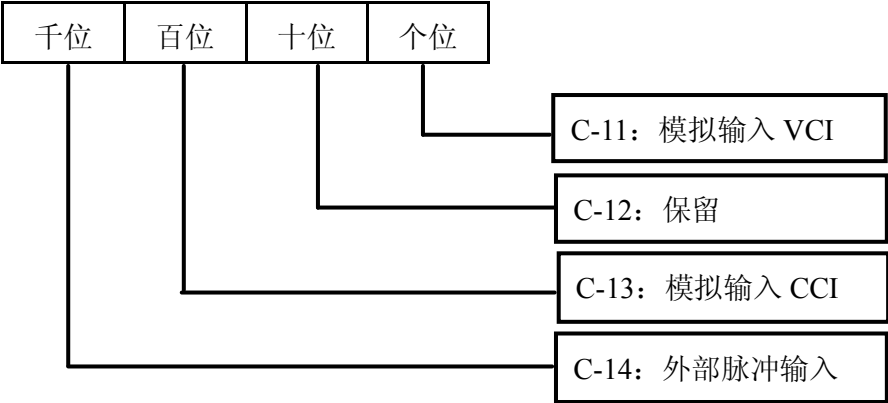 千位 百位 十位 个位
C-11：模拟输入 VCI
C-12：保留
C-13：模拟输入 CCI
C-14：外部脉冲输入